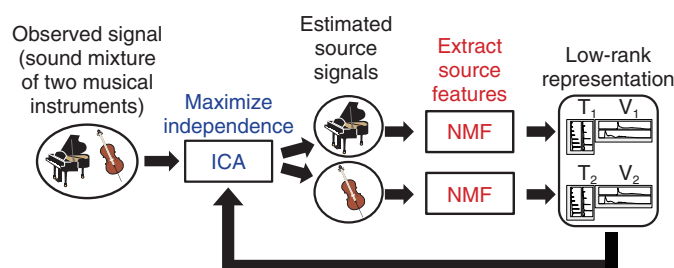 Observed signal
(sound mixture
of two musical
instruments)
Maximize
independence
ICA
Estimated
source
signals
Extract
source
features
NMF
NMF
Low-rank
representation
T1 V1
T2 V2